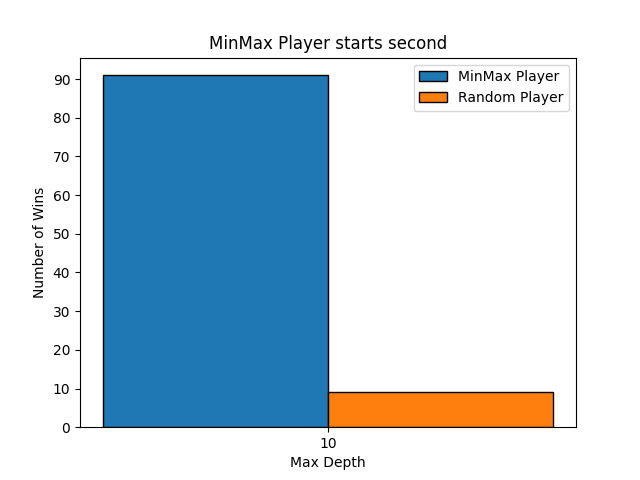 MinMax Player starts second
MinMax Player
Random Player
Number of Wins
90
80
70
60
50
40
30
20
10
0
10
Max Depth